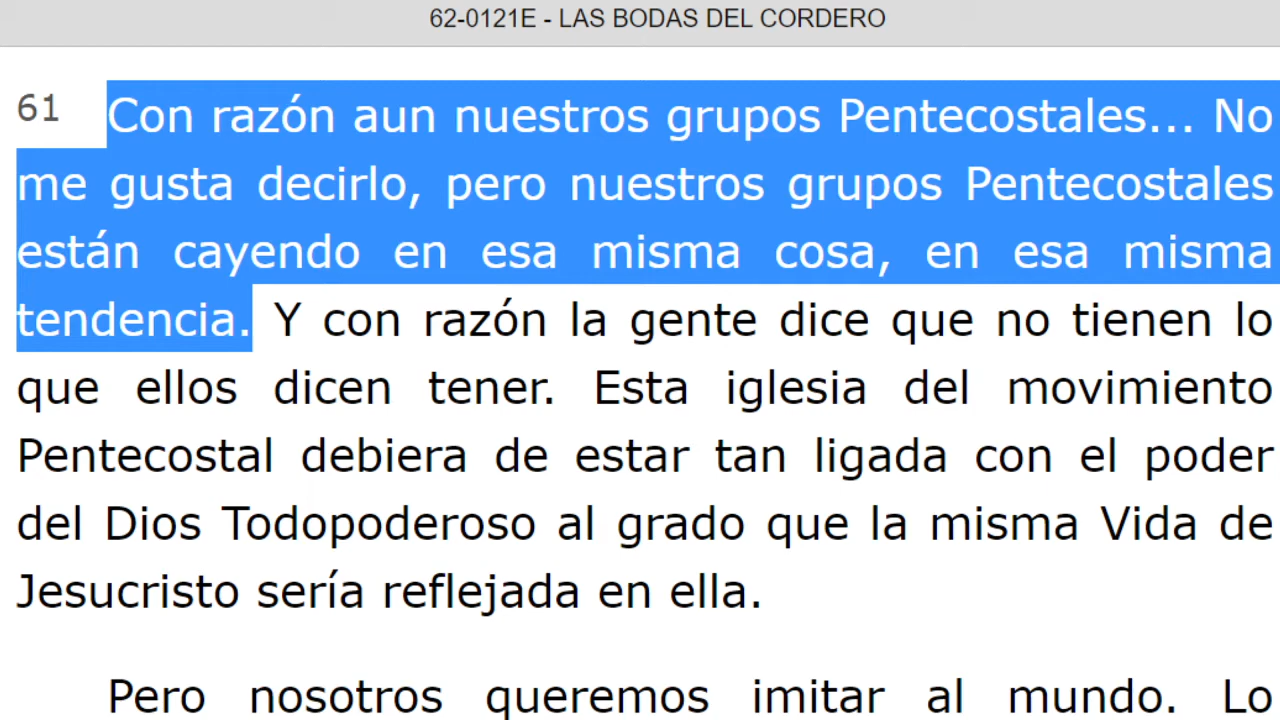 62-0121E - LAS BODAS DEL CORDERO
61 Con razón aun nuestros grupos Pentecostales... No
me gusta decirlo, pero nuestros grupos Pentecostales
están cayendo en esa misma cosa, en esa misma
tendencia. Y con razón la gente dice que no tienen lo
que ellos dicen tener. Esta iglesia del movimiento
Pentecostal debiera de estar tan ligada con el poder
del Dios Todopoderoso al grado que la misma Vida de
Jesucristo sería reflejada en ella.
Pero nosotros queremos imitar al mundo. Lo